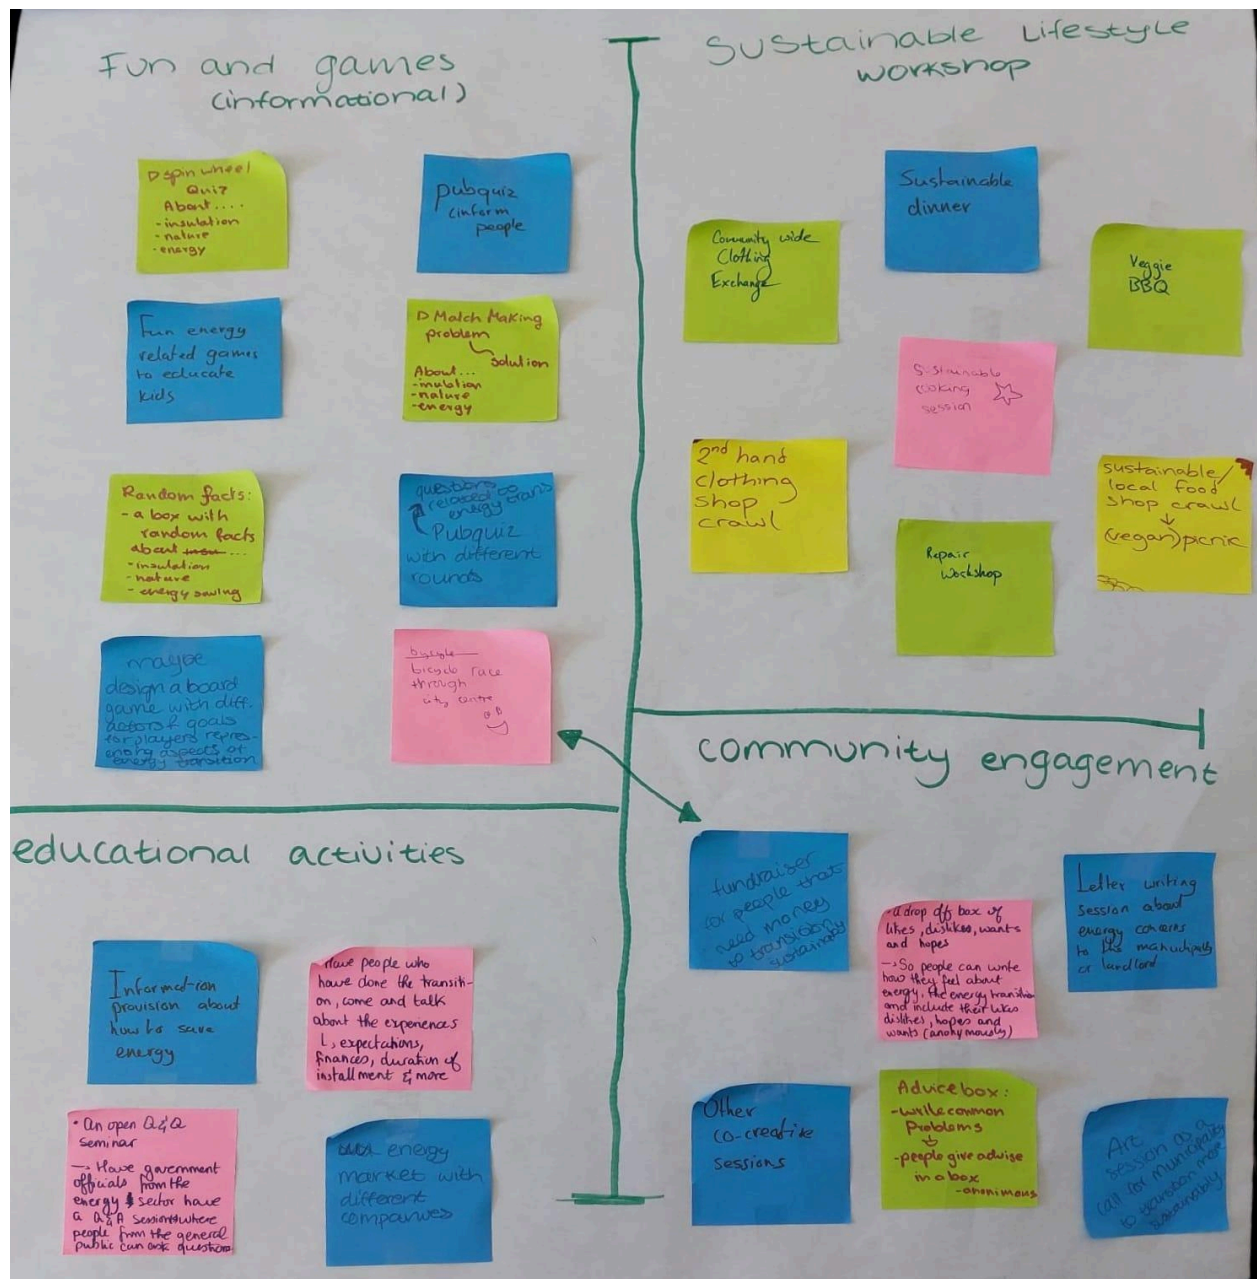 Fun and games
(informational)
D spin wheel
Quiz
About....
- insulation
- nature
- energy
pubquiz
(inform
people
Fun energy
related games
to educate
kids
D Match Making
problem
solution
About...
- inulation
- nature
- energy
Random facts:
- a box with
random facts
about ...
- insulation
- nature
- energy saving
questions
related to
energy trans
Pubquiz
with different
rounds
maybe
design a board
game with diff.
actors & goals
for players repres-
enting aspects of
energy transition
bicycle race
through
city centre
Sustainable Lifestyle
workshop
Sustainable
dinner
Community wide
Clothing
Exchange
Veggie
BBQ
Sustainable
cooking
session
2nd hand
clothing
shop
crawl
sustainable/
local food
shop crawl
(vegan) picnic
Repair
Workshop
educational activities
Information
provision about
how to save
energy
Have people who
have done the transiti-
on, come and talk
about the experiences
, expectations,
finances, duration of
installment & more
• An open Q&Q
seminar
→ Have government
officials from the
energy sector have
a Q&A session where
people from the general
public can ask questions
energy
market with
different
companies
community engagement
fundraiser
for people that
need money
to transition
sustainably
- a drop off box of
likes, dislikes, wants
and hopes
→ So people can write
how they feel about
energy, the energy transition
and include their likes
dislikes, hopes and
wants (anonymously)
Letter writing
session about
energy concerns
to the
or landlord
Other
co-creative
sessions
Advice box:
- write common
Problems
- people give advise
in a box
- anonimous
Art
session as a
call for municipality
to transition more
sustainably